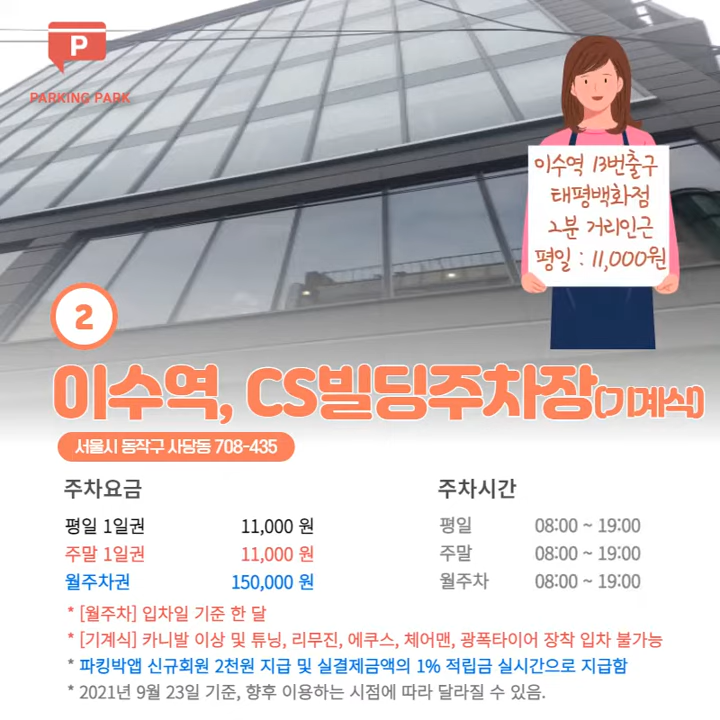 P
PARKING PARK
이수역 13번출구
태평백화점
2분 거리인근
평일 : 11,000원
2
이수역, CS빌딩주차장(기계식)
서울시 동작구 사당동 708-435
주차요금
평일 1일권 11,000 원
주말 1일권 11,000 원
월주차권 150,000 원
주차시간
평일 08:00 ~ 19:00
주말 08:00 ~ 19:00
월주차 08:00 ~ 19:00
* [월주차] 입차일 기준 한 달
* [기계식] 카니발 이상 및 튜닝, 리무진, 에쿠스, 체어맨, 광폭타이어 장착 입차 불가능
* 파킹박앱 신규회원 2천원 지급 및 실결제금액의 1% 적립금 실시간으로 지급함
* 2021년 9월 23일 기준, 향후 이용하는 시점에 따라 달라질 수 있음.